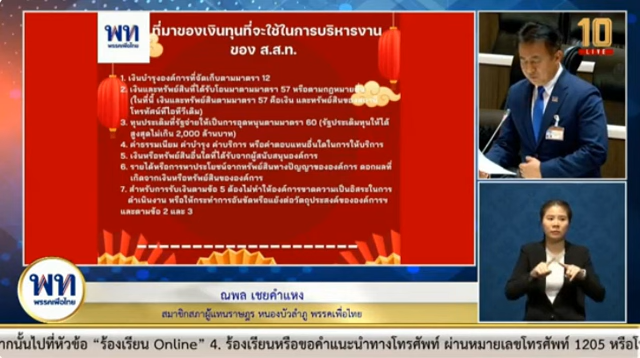 พท
พรรคเพื่อไทย
ที่มาของเงินทุนที่จะใช้ในการบริหารงาน
ของ ส.ส.ท.
1. เงินบำรุงองค์การที่จัดเก็บตามมาตรา 12
2. เงินและทรัพย์สินที่ได้รับโอนมาตามมาตรา 57 หรือตามกฎหมาย
(ในที่นี้ เงินและทรัพย์สินตามมาตรา 57 คือเงิน และทรัพย์สิน
โทรทัศน์ทีไอทีวีเดิม)
3. ทุนประเดิมที่รัฐจ่ายให้เป็นการอุดหนุนตามมาตรา 60 (รัฐประเดิมทุนให้ได้
สูงสุดไม่เกิน 2,000 ล้านบาท)
4. ค่าธรรมเนียม ค่าบำรุง ค่าบริการ หรือค่าตอบแทนอื่นใดในการให้บริการ
5. เงินหรือทรัพย์สินอื่นใดที่ได้รับจากผู้สนับสนุนองค์การ
6. รายได้หรือการหาประโยชน์จากทรัพย์สินทางปัญญาขององค์การ ดอกผลที่
เกิดจากเงินหรือทรัพย์สินขององค์การ
7. สำหรับการรับเงินตามข้อ 5 ต้องไม่ทำให้องค์การขาดความเป็นอิสระในการ
ดำเนินงาน หรือให้กระทำการอันขัดหรือแย้งต่อวัตถุประสงค์ขององค์การฯ
และตามข้อ 2 และ 3
10
LIVE
พท
พรรคเพื่อไทย
ณพล เชยคำแหง
สมาชิกสภาผู้แทนราษฎร หนองบัวลำภู พรรคเพื่อไทย
ากนั้นไปที่หัวข้อ “ร้องเรียน Online” 4. ร้องเรียนหรือขอคำแนะนำทางโทรศัพท์ ผ่านหมายเลขโทรศัพท์ 1205 หรือ